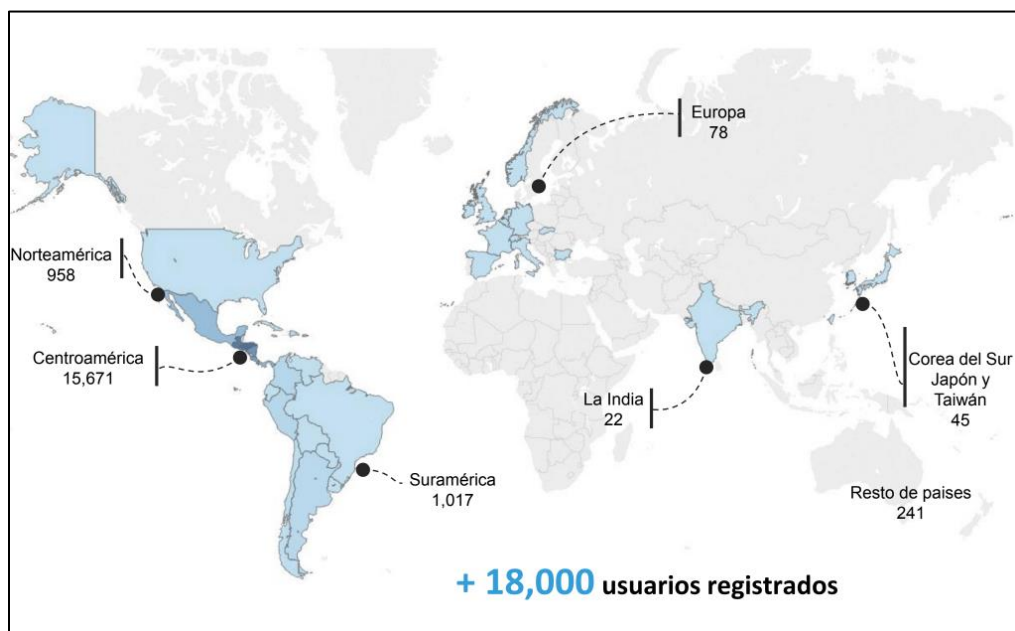 Europa
78
Norteamérica
958
Centroamérica
15,671
Corea del Sur
Japón y
Taiwán
45
La India
22
Suramérica
1,017
Resto de paises
241
+ 18,000 usuarios registrados